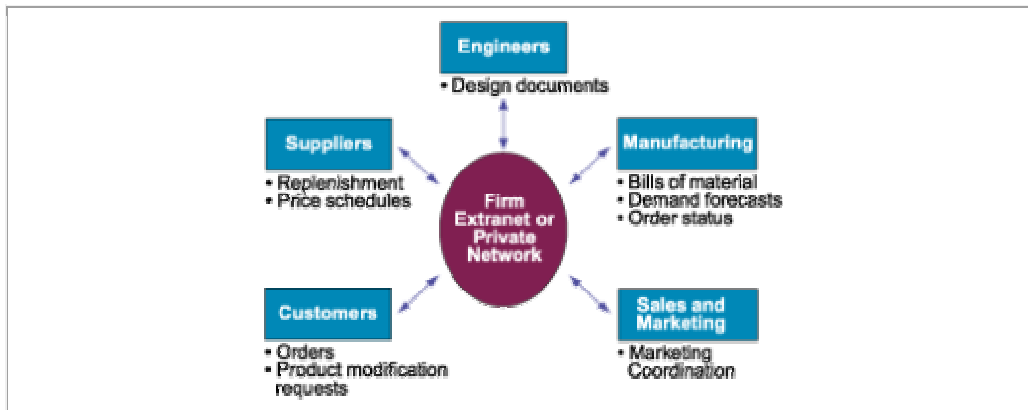 Engineers
• Design documents
Suppliers
• Replenishment
• Price schedules
Manufacturing
• Bills of material
• Demand forecasts
• Order status
Firm
Extranet or
Private
Network
Customers
• Orders
• Product modification
requests
Sales and
Marketing
• Marketing
Coordination